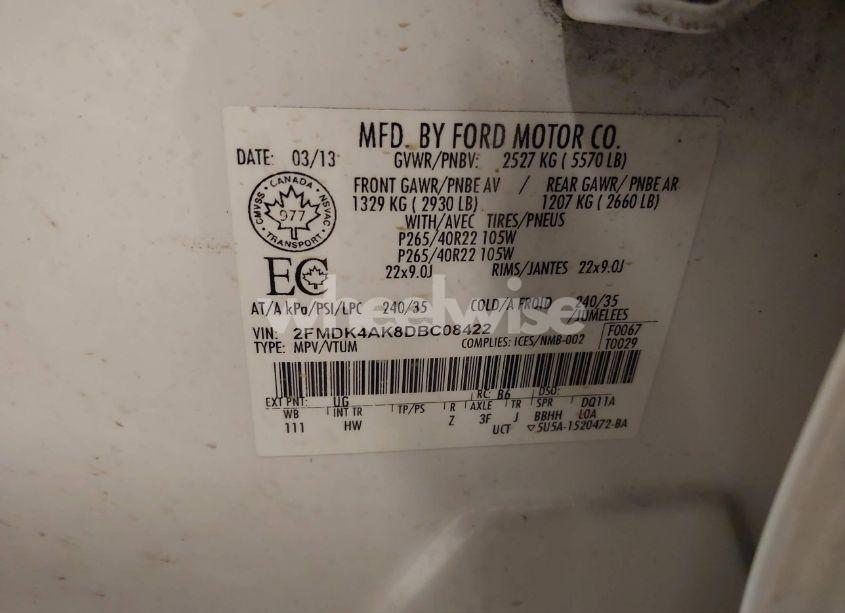 MFD. BY FORD MOTOR CO.
DATE: 03/13 GVWR/PNBV: 2527 KG ( 5570 LB)
FRONT GAWR/PNBE AV / REAR GAWR/ PNBE AR
1329 KG ( 2930 LB) 1207 KG ( 2660 LB)
WITH/AVEC TIRES/PNEUS
P265/40R22 105W
P265/40R22 105W
22x9.0J RIMS/JANTES 22x9.0J
CANADA
CMVSS - NSVAC
977
TRANSPORT
EC
AT/A kPa/PSI/LPC 240/35 COLD/A FROID 240/35
JUMELEES
wheelwise
VIN: 2FMDK4AK8DBC08422 F0067
TYPE: MPV/VTUM COMPLIES: ICES/NMB-002 T0029
EXT PNT: UG RC: B6 DSO:
WB INT TR TP/PS R AXLE TR SPR DQ11A
111 HW Z 3F J BBHH LOA
UCT ▽5U5A-1520472-BA